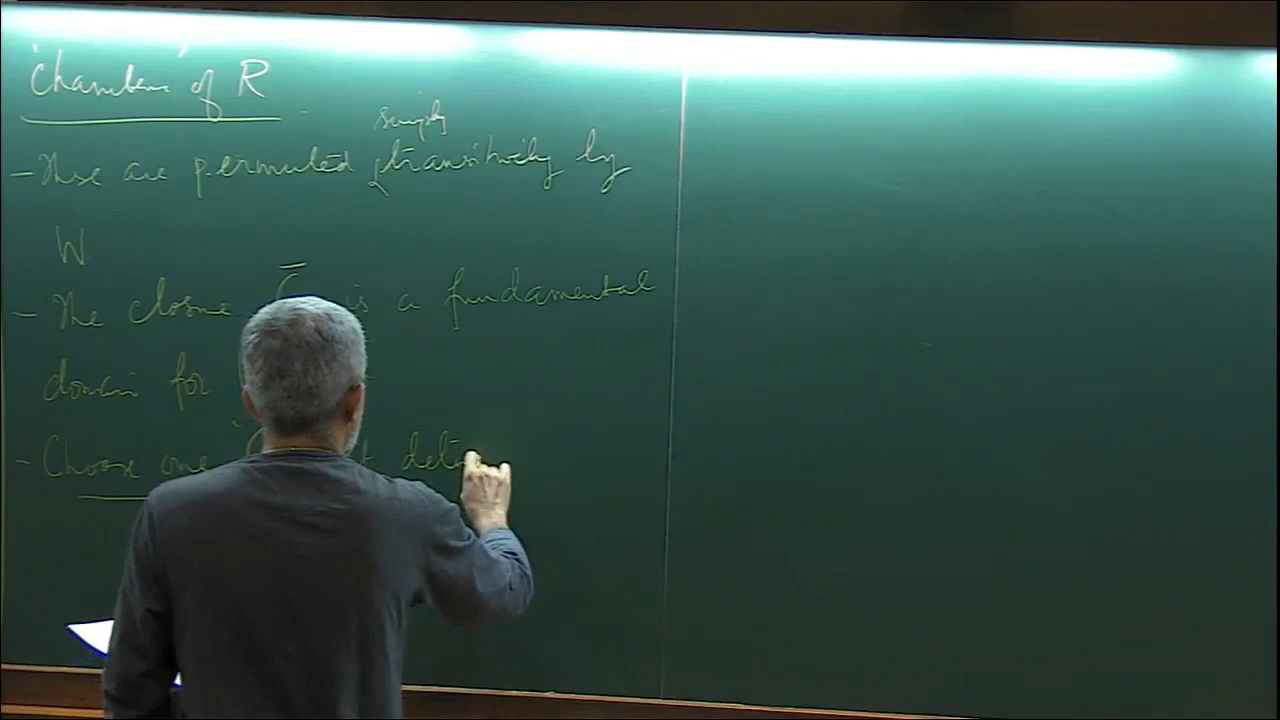 "Chambers" of R
simply
- These are permuted transitively by
W.
- The closure C̄ is a fundamental
domain for
- Choose one